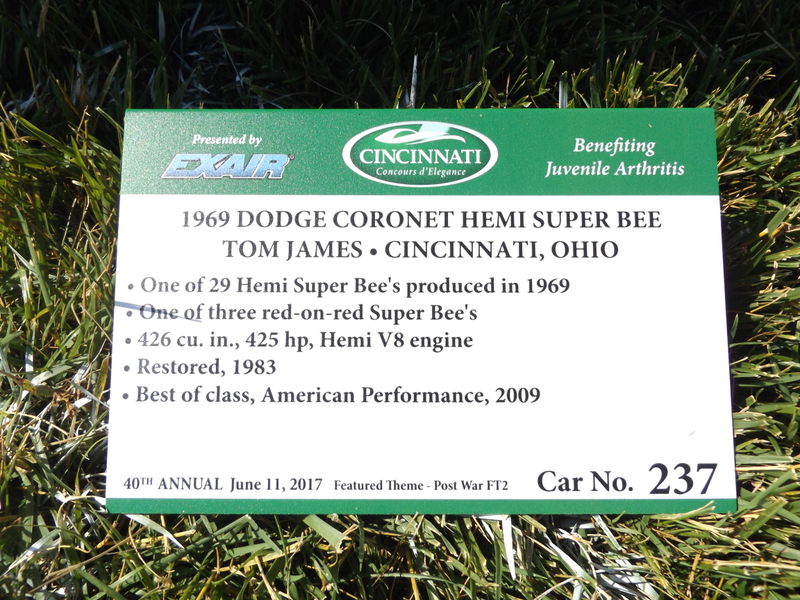 Presented by
EXAIR®
CINCINNATI
Concours d'Elegance
Benefiting
Juvenile Arthritis
1969 DODGE CORONET HEMI SUPER BEE
TOM JAMES • CINCINNATI, OHIO
• One of 29 Hemi Super Bee's produced in 1969
• One of three red-on-red Super Bee's
• 426 cu. in., 425 hp, Hemi V8 engine
• Restored, 1983
• Best of class, American Performance, 2009
40TH ANNUAL June 11, 2017 Featured Theme - Post War FT2 Car No. 237